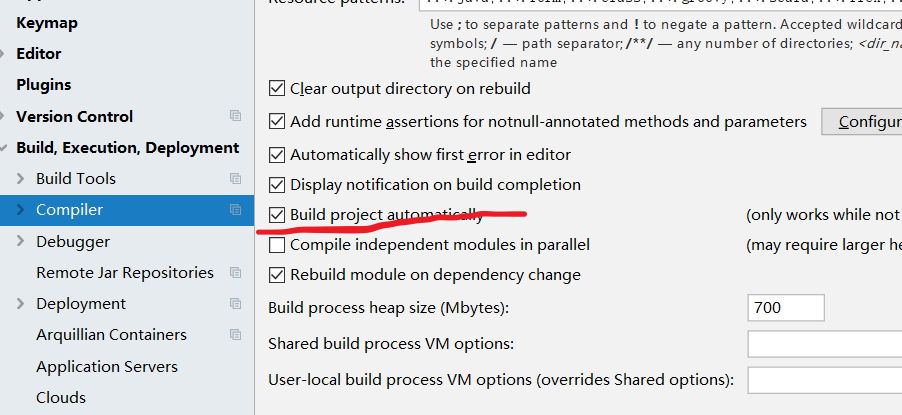 Keymap
Editor
Plugins
Version Control
Build, Execution, Deployment
Build Tools
Compiler
Debugger
Remote Jar Repositories
Deployment
Arquillian Containers
Application Servers
Clouds
Resource patterns:
Use ; to separate patterns and ! to negate a pattern. Accepted wildcard
symbols; / — path separator; /**/ — any number of directories; <dir_na
the specified name
Clear output directory on rebuild
Add runtime assertions for notnull-annotated methods and parameters Configur
Automatically show first error in editor
Display notification on build completion
Build project automatically (only works while not
Compile independent modules in parallel (may require larger he
Rebuild module on dependency change
Build process heap size (Mbytes): 700
Shared build process VM options:
User-local build process VM options (overrides Shared options):